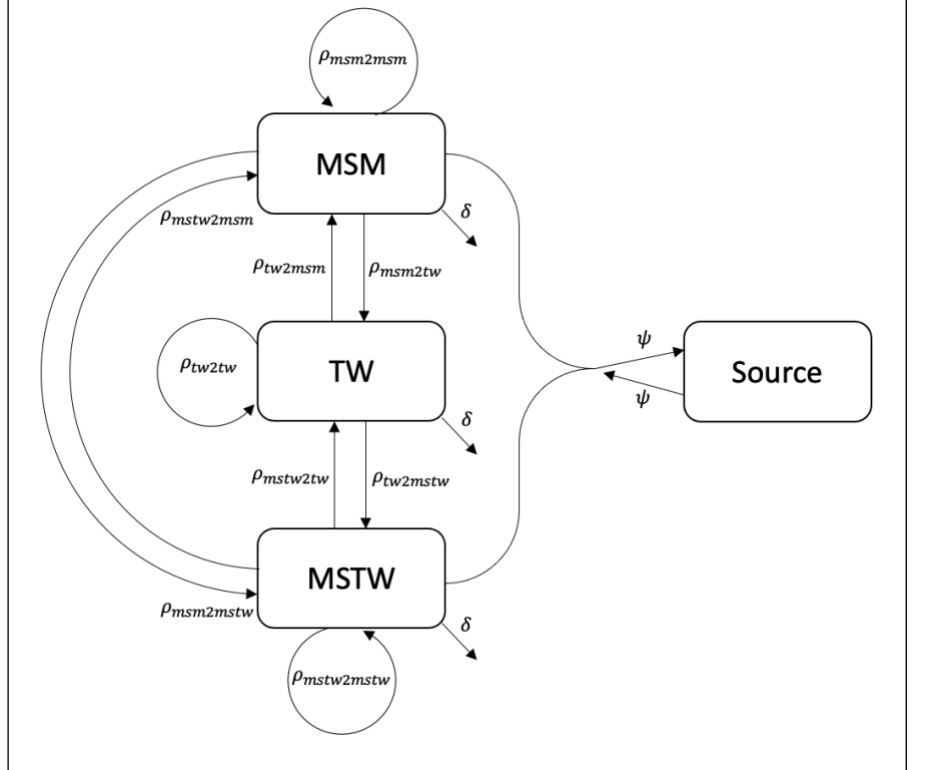 ρmsm2msm
MSM
δ
ρmstw2msm
ρtw2msm
ρmsm2tw
ρtw2tw
TW
ψ
Source
ψ
δ
ρmstw2tw
ρtw2mstw
MSTW
ρmsm2mstw
δ
ρmstw2mstw